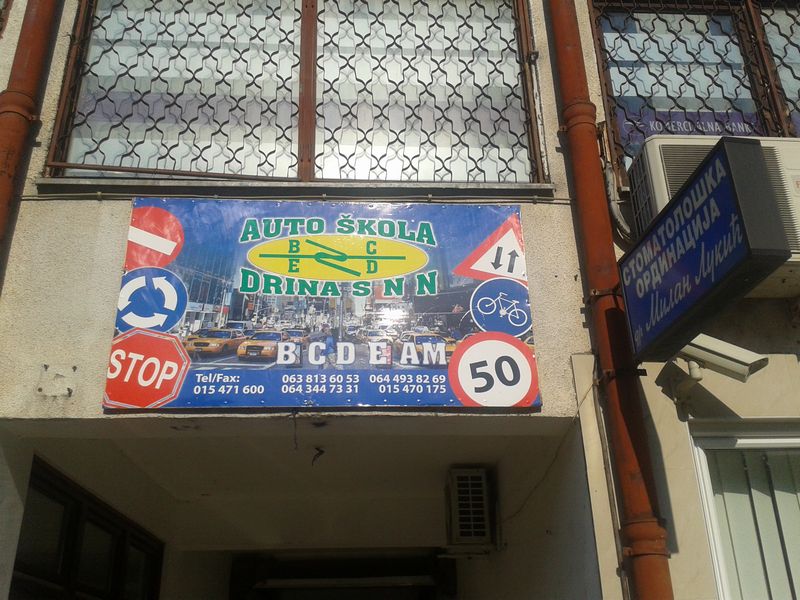 KOMERCIJALNA BANKA
AUTO ŠKOLA
B C
E D
DRINA S N N
B C D E AM
STOP
50
Tel/Fax:
015 471 600
063 813 60 53
064 344 73 31
064 493 82 69
015 470 175
СТОМАТОЛОШКА
ОРДИНАЦИЈА
др Милан Лукић